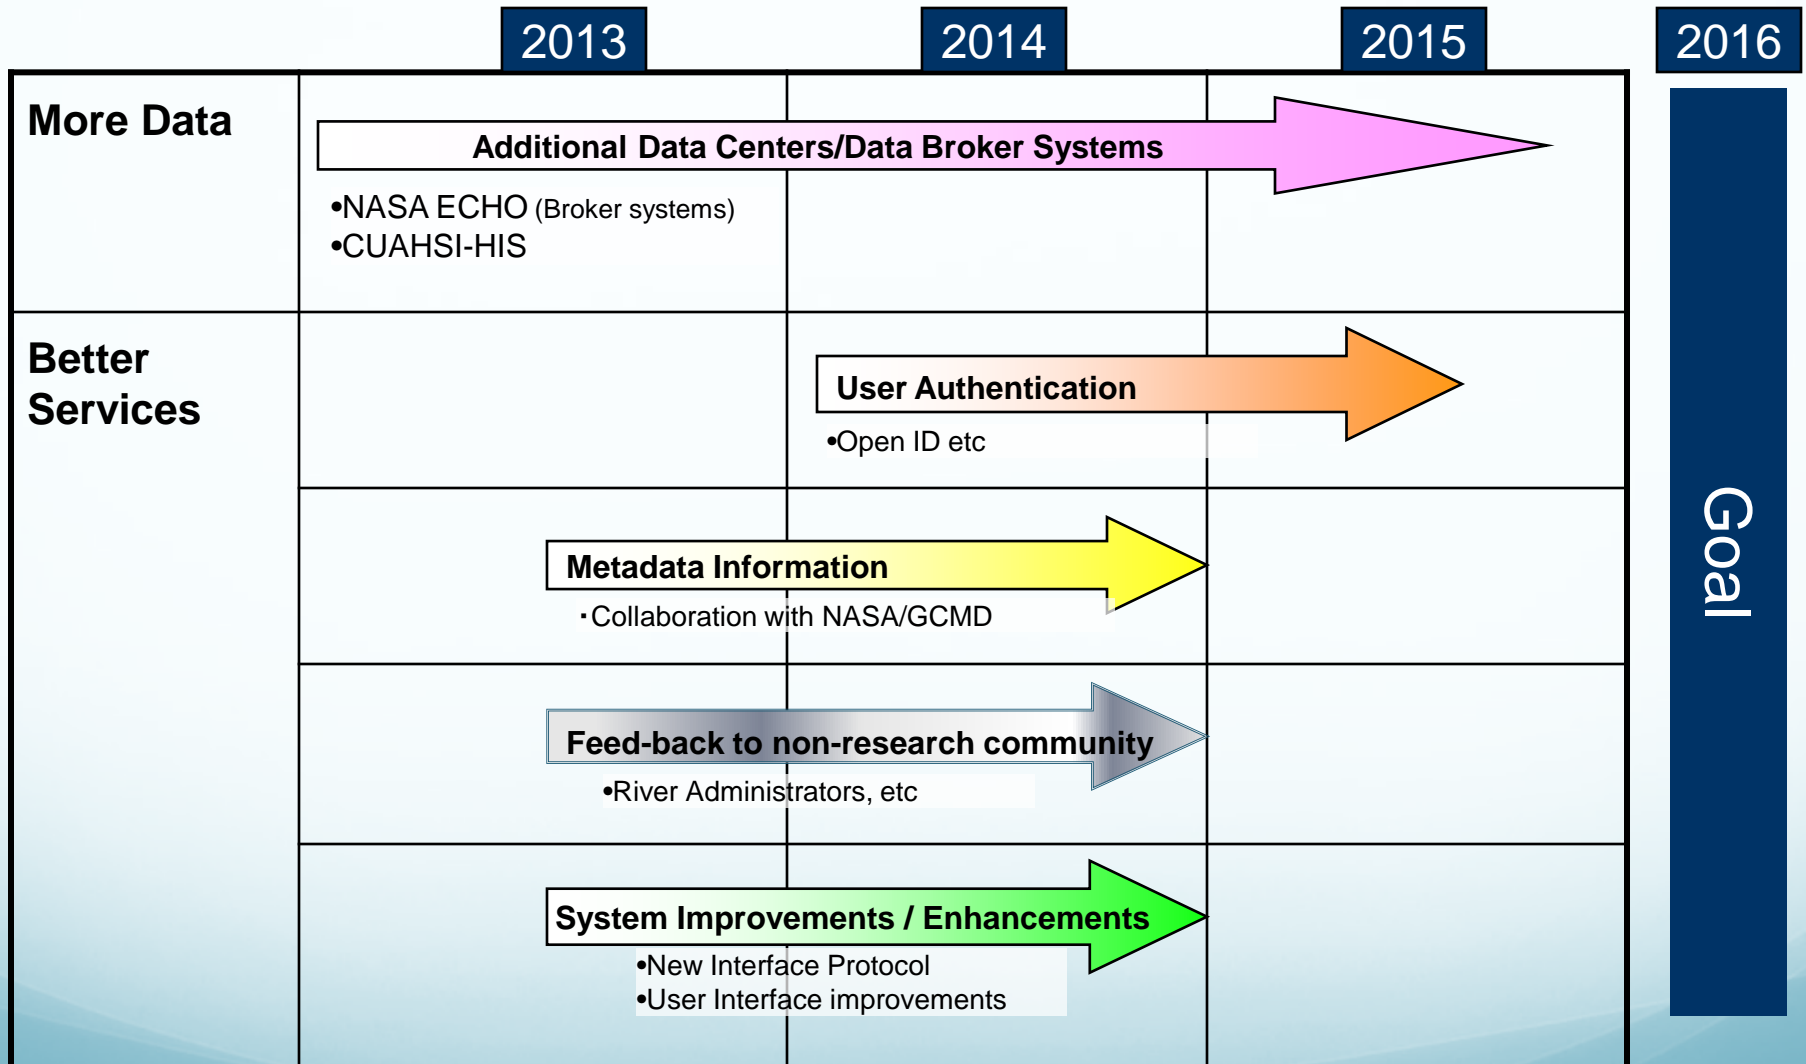 2013 2014 2015 2016
More Data
Additional Data Centers/Data Broker Systems
•NASA ECHO (Broker systems)
•CUAHSI-HIS
Better
Services
User Authentication
•Open ID etc
Metadata Information
・Collaboration with NASA/GCMD
Feed-back to non-research community
•River Administrators, etc
System Improvements / Enhancements
•New Interface Protocol
•User Interface improvements
Goal